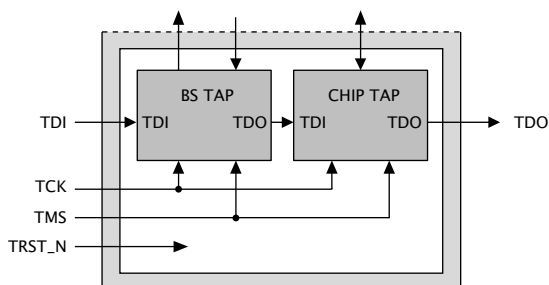 BS TAP
CHIP TAP
TDI
TDI
TDO
TDI
TDO
TDO
TCK
TMS
TRST_N